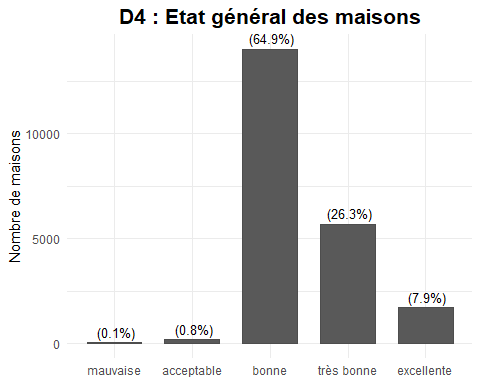 D4 : Etat général des maisons
(64.9%)
10000
Nombre de maisons
(26.3%)
5000
(7.9%)
(0.1%)
(0.8%)
0
mauvaise
acceptable
bonne
très bonne
excellente